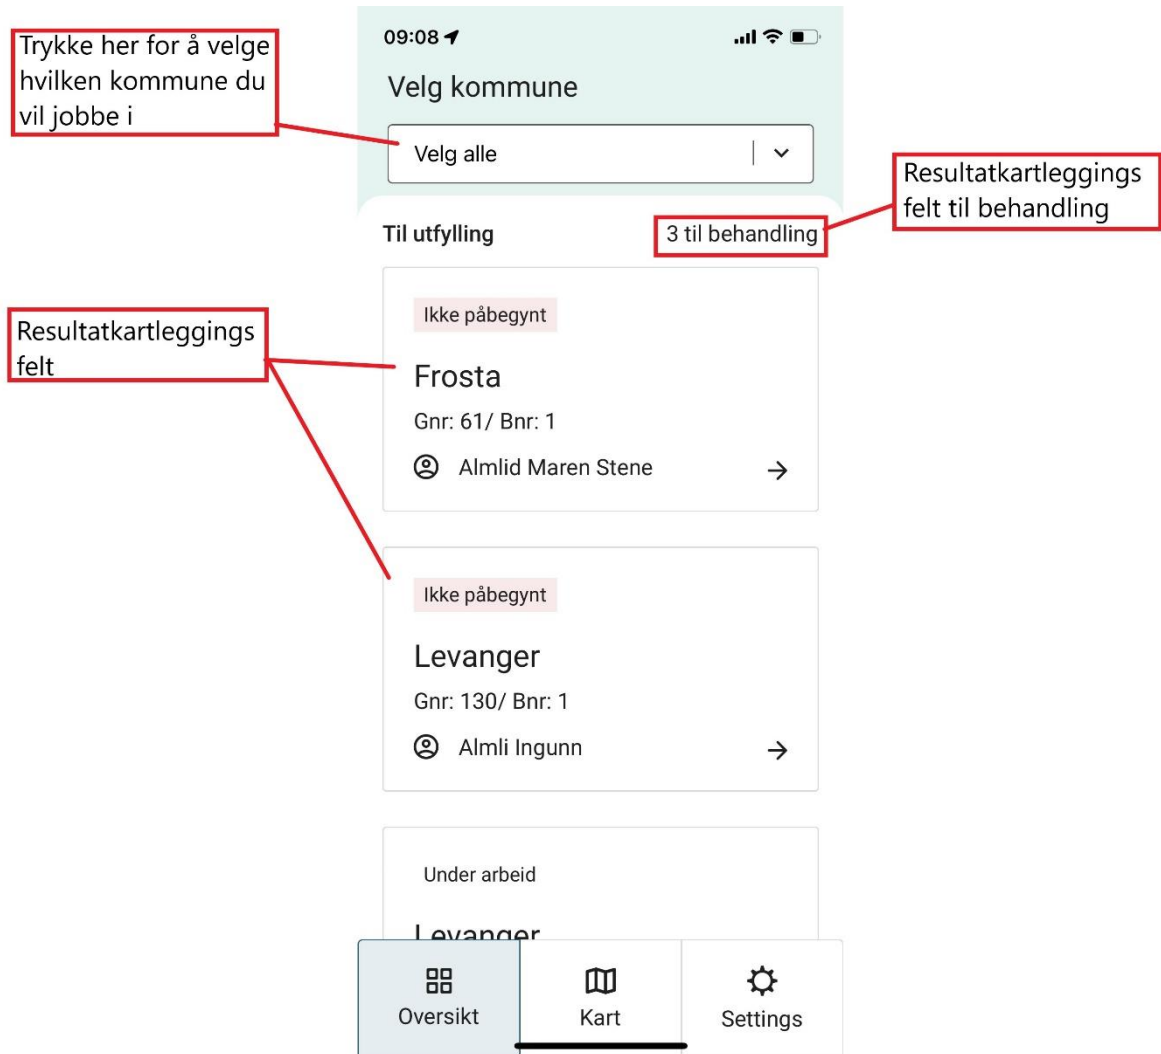 Trykke her for å velge
hvilken kommune du
vil jobbe i
09:08
Velg kommune
Velg alle
Resultatkartleggings
felt til behandling
Til utfylling
3 til behandling
Resultatkartleggings
felt
Ikke påbegynt
Frosta
Gnr: 61/ Bnr: 1
Almlid Maren Stene
Ikke påbegynt
Levanger
Gnr: 130/ Bnr: 1
Almli Ingunn
Under arbeid
Levanger
Oversikt
Kart
Settings